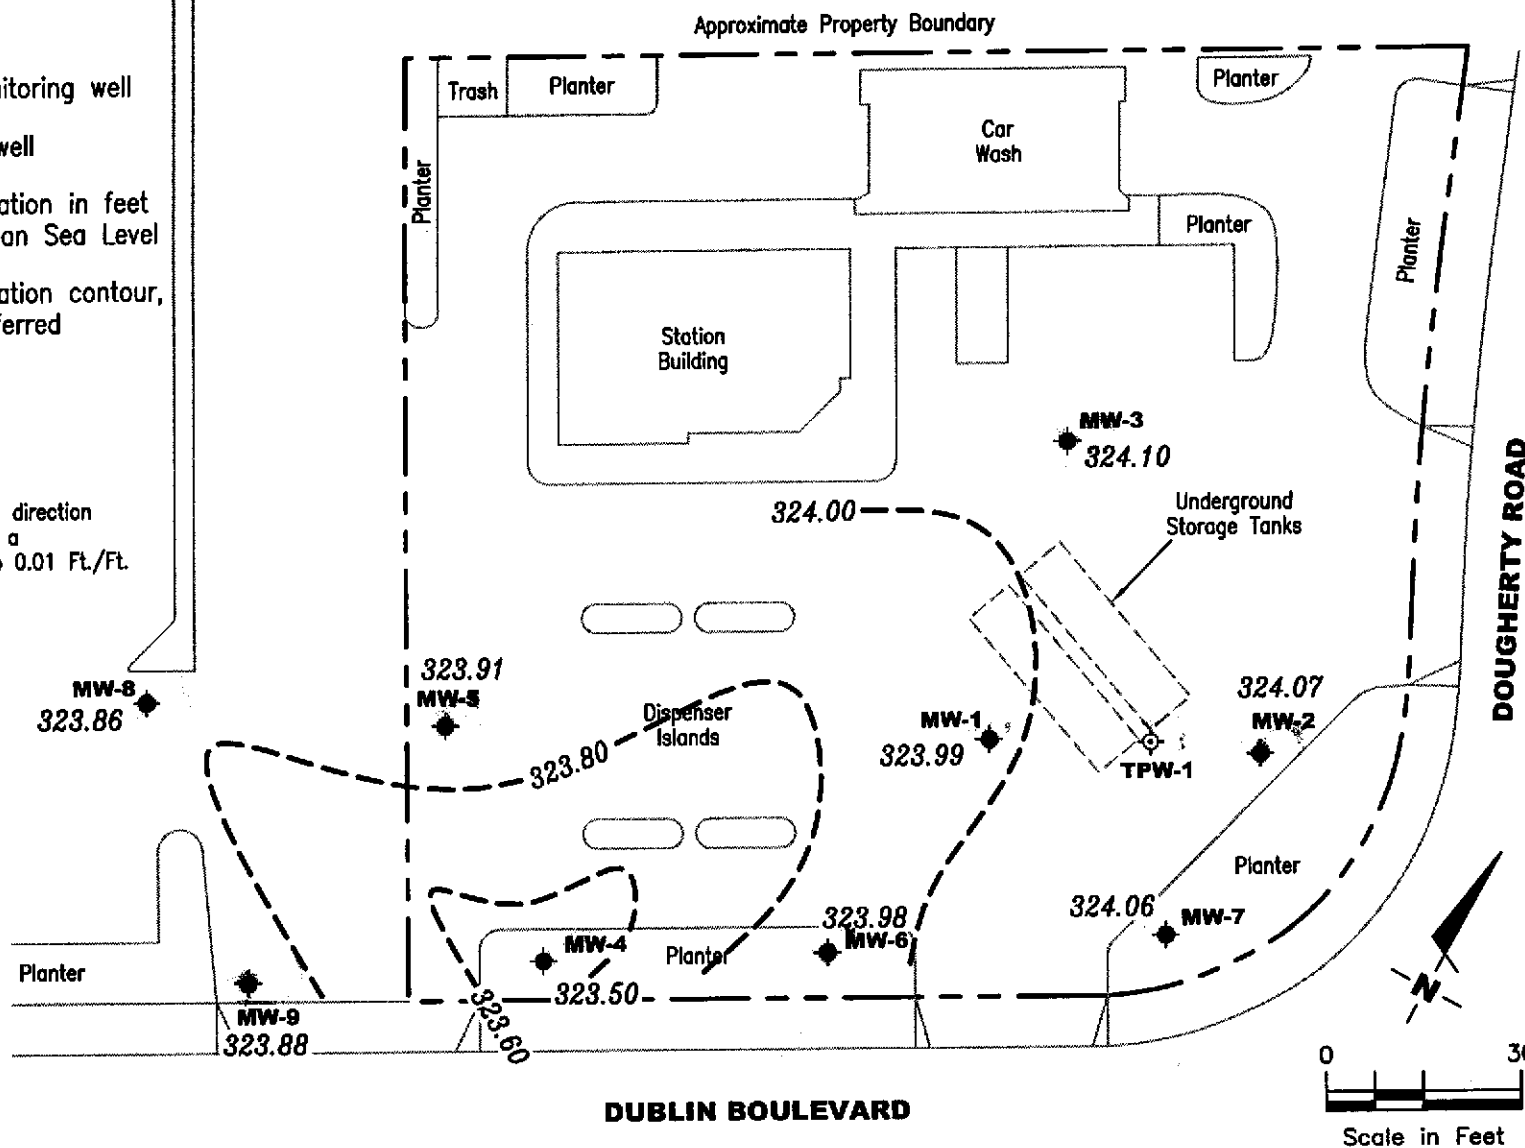 Approximate Property Boundary
itoring well
well
ation in feet
an Sea Level
ation contour,
ferred
direction
a
0.01 Ft./Ft.
Trash
Planter
Planter
Car
Wash
Planter
Planter
Planter
Station
Building
MW-3
324.10
324.00
Underground
Storage Tanks
DOUGHERTY ROAD
MW-8
323.86
323.91
MW-5
Dispenser
Islands
323.80
MW-1
323.99
TPW-1
324.07
MW-2
Planter
324.06
MW-7
323.98
MW-6
MW-4
Planter
323.50
323.60
Planter
MW-9
323.88
N
DUBLIN BOULEVARD
0
Scale in Feet